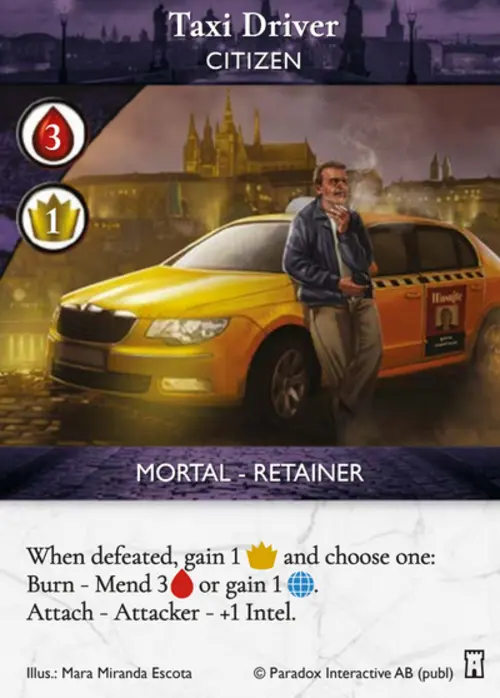 Taxi Driver
CITIZEN
3
1
MORTAL - RETAINER
When defeated, gain 1 and choose one:
Burn - Mend 3 or gain 1 .
Attach - Attacker - +1 Intel.
Illus.: Mara Miranda Escota © Paradox Interactive AB (publ)